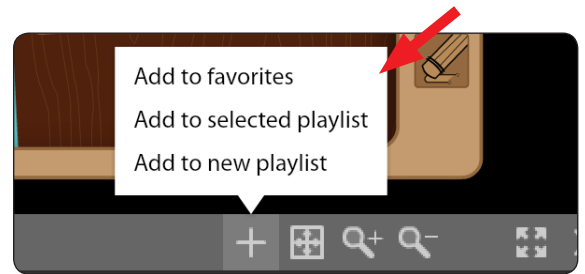 Add to favorites
Add to selected playlist
Add to new playlist